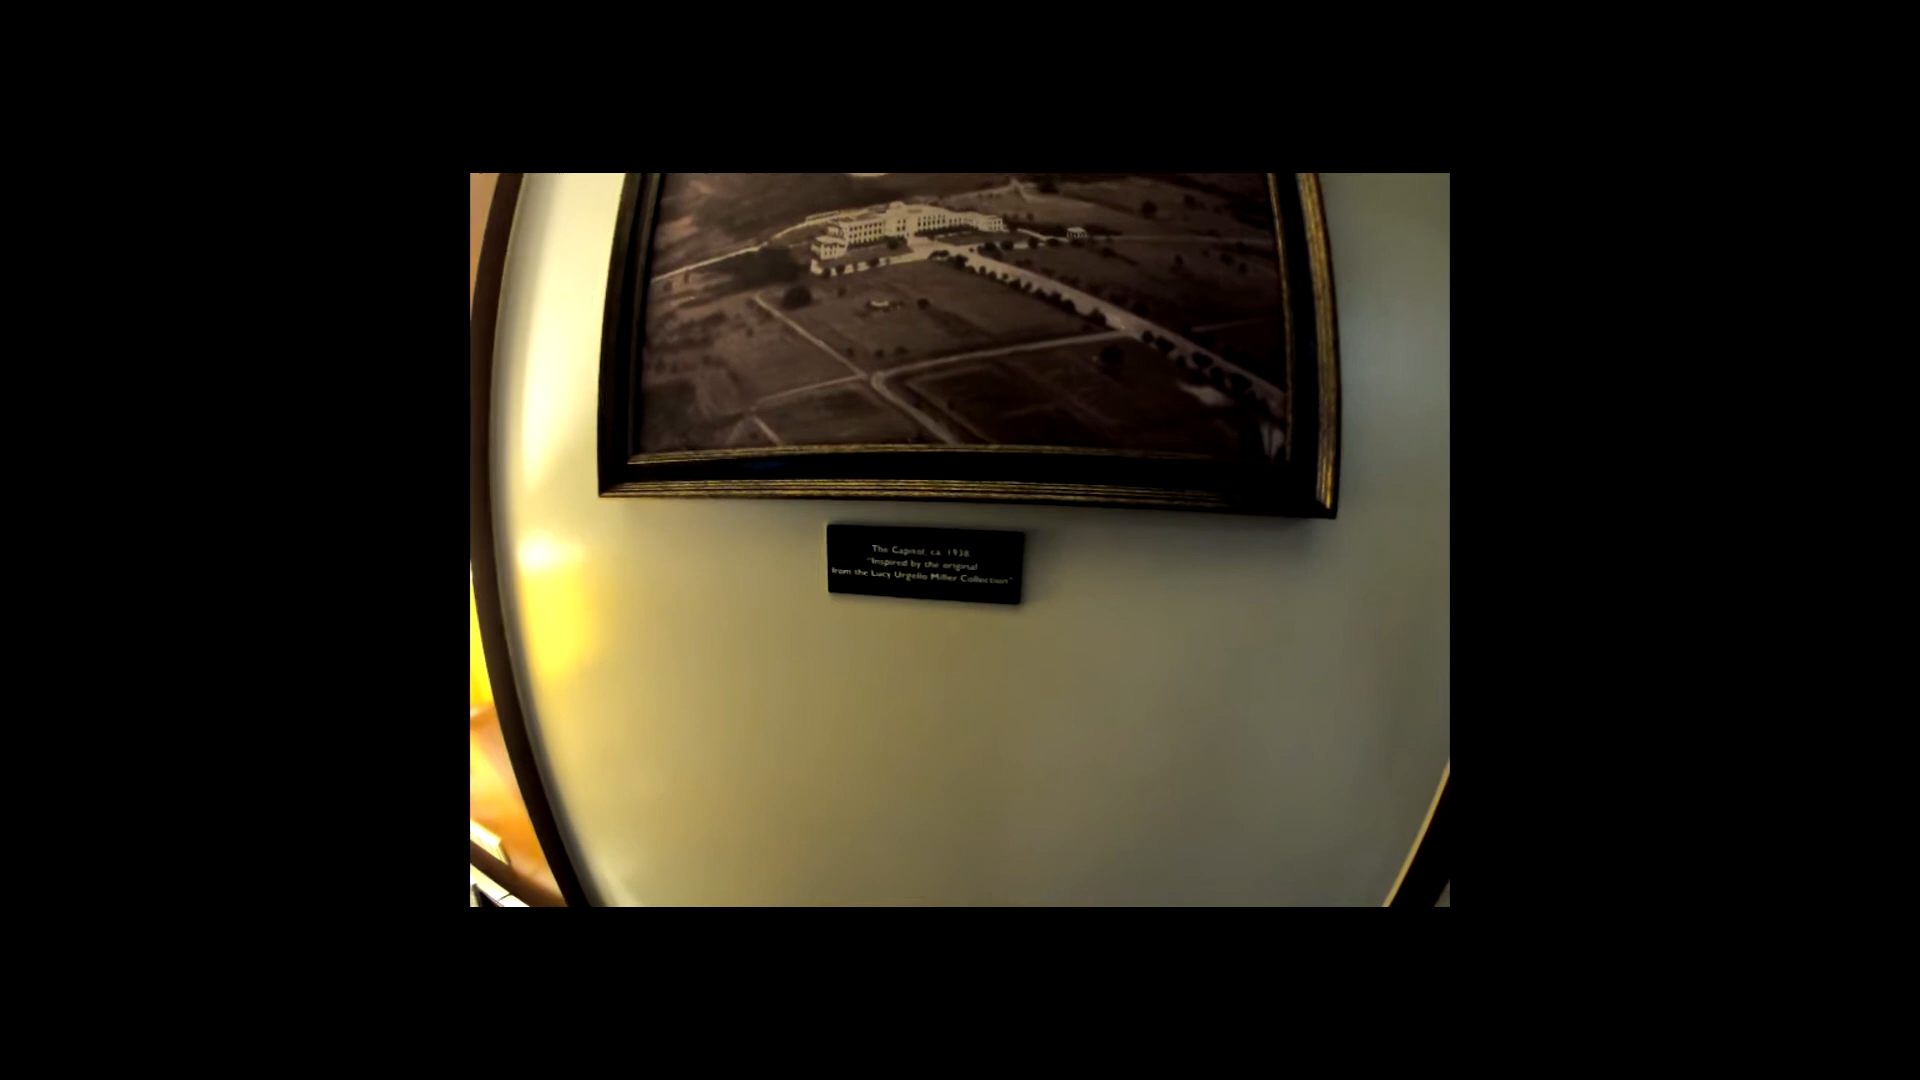 The Capitol, ca. 1938
"Inspired by the original
from the Lucy Urgello Miller Collection"